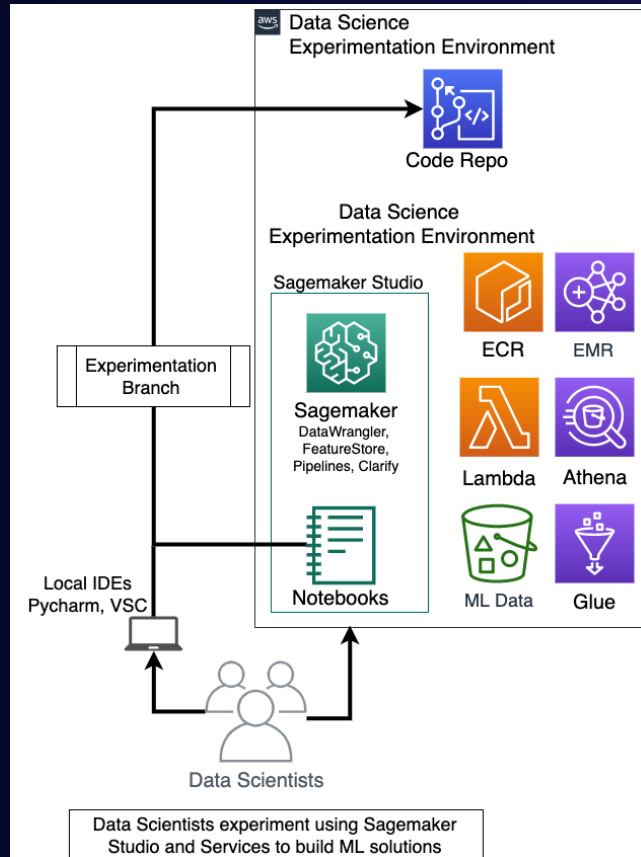 aws
Data Science
Experimentation Environment
Code Repo
Data Science
Experimentation Environment
Sagemaker Studio
Sagemaker
DataWrangler,
FeatureStore,
Pipelines, Clarify
Notebooks
ECR
EMR
Lambda
Athena
ML Data
Glue
Experimentation
Branch
Local IDEs
Pycharm, VSC
Data Scientists
Data Scientists experiment using Sagemaker
Studio and Services to build ML solutions